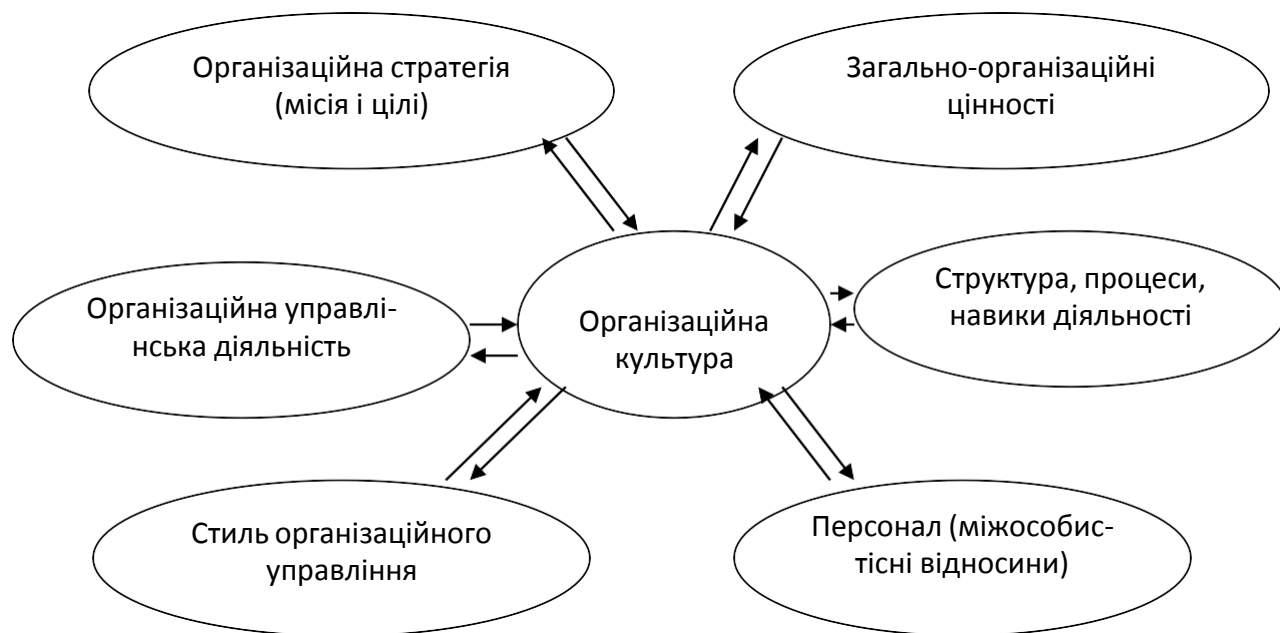 Організаційна стратегія
(місія і цілі)
Загально-організаційні
цінності
Організаційна управлі-
нська діяльність
Організаційна
культура
Структура, процеси,
навики діяльності
Стиль організаційного
управління
Персонал (міжособис-
тісні відносини)